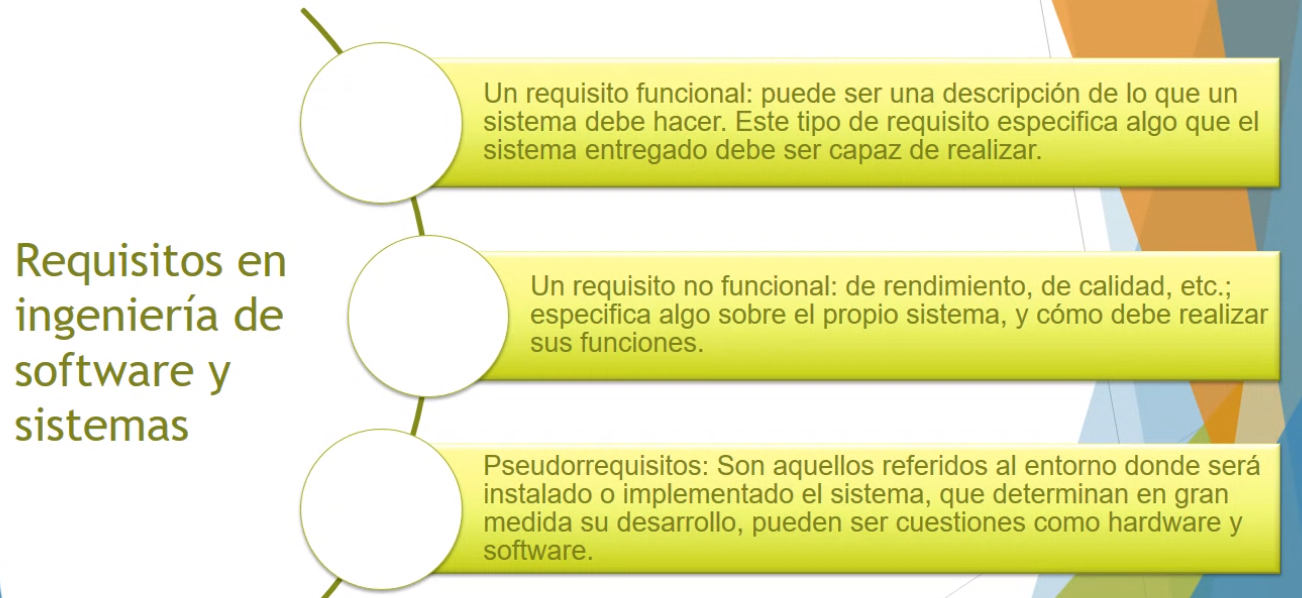 Requisitos en
ingeniería de
software y
sistemas
Un requisito funcional: puede ser una descripción de lo que un
sistema debe hacer. Este tipo de requisito especifica algo que el
sistema entregado debe ser capaz de realizar.
Un requisito no funcional: de rendimiento, de calidad, etc.;
especifica algo sobre el propio sistema, y cómo debe realizar
sus funciones.
Pseudorrequisitos: Son aquellos referidos al entorno donde será
instalado o implementado el sistema, que determinan en gran
medida su desarrollo, pueden ser cuestiones como hardware y
software.